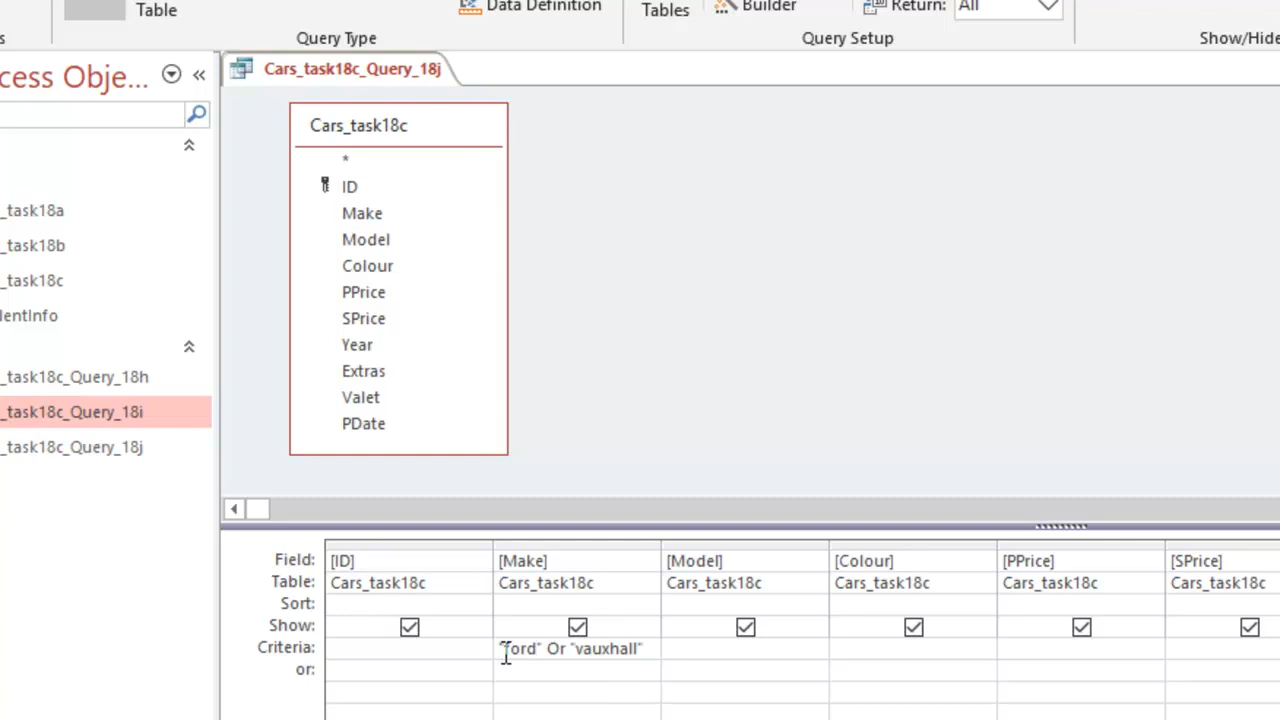 Table
Data Definition
Tables
Builder
Return:
All
Query Type
Query Setup
Show/Hide
cess Obje...
«
Cars_task18c_Query_18j
_task18a
_task18b
_task18c
lentInfo
_task18c_Query_18h
_task18c_Query_18i
_task18c_Query_18j
Cars_task18c
*
ID
Make
Model
Colour
PPrice
SPrice
Year
Extras
Valet
PDate
Field: [ID] [Make] [Model] [Colour] [PPrice] [SPrice]
Table: Cars_task18c Cars_task18c Cars_task18c Cars_task18c Cars_task18c Cars_task18c
Sort:
Show:
Criteria: "ford" Or "vauxhall"
or: